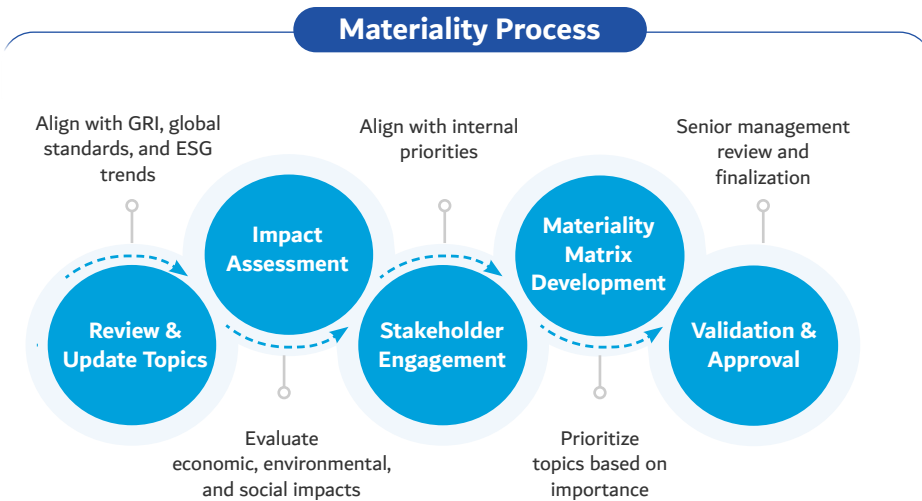 Materiality Process
Align with GRI, global
standards, and ESG
trends
Review &
Update Topics
Impact
Assessment
Evaluate
economic, environmental,
and social impacts
Align with internal
priorities
Stakeholder
Engagement
Materiality
Matrix
Development
Prioritize
topics based on
importance
Senior management
review and
finalization
Validation &
Approval